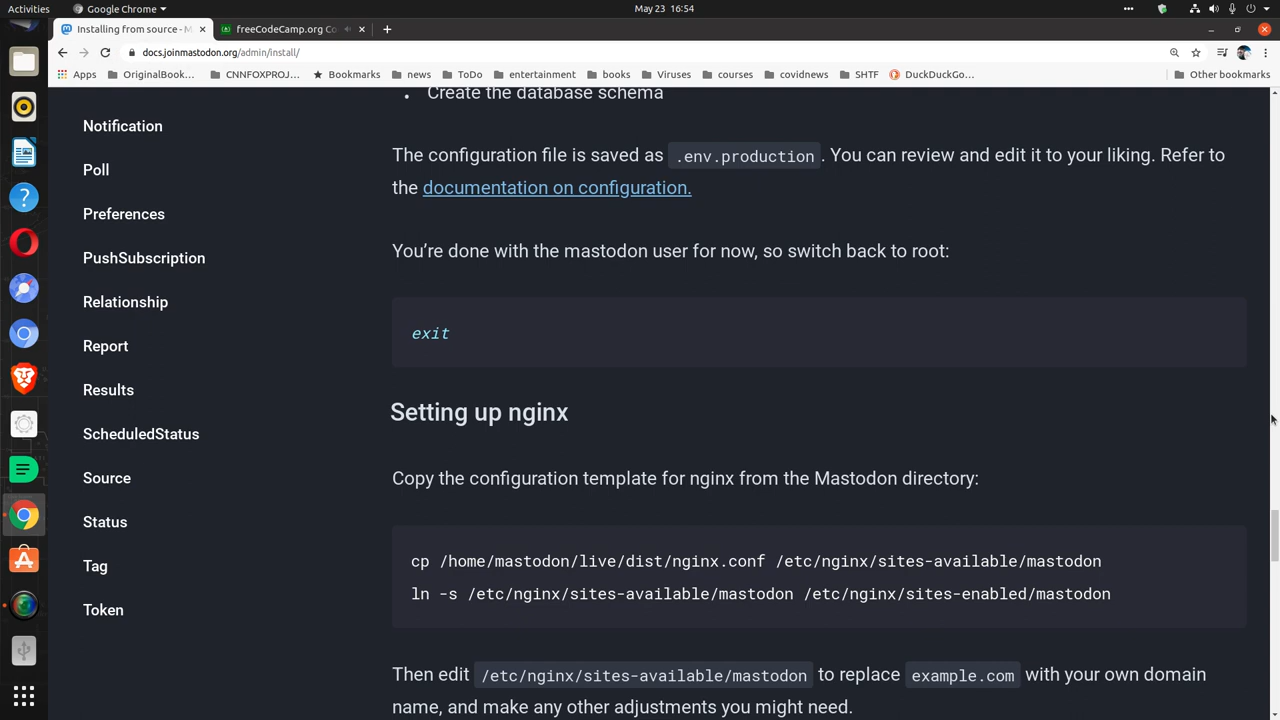 Activities
Google Chrome
May 23 16:54
Installing from source - M
freeCodeCamp.org Co
docs.joinmastodon.org/admin/install/
Apps
OriginalBook...
CNNFOXPROJ...
Bookmarks
news
ToDo
entertainment
books
Viruses
courses
covidnews
SHTF
DuckDuckGo...
Other bookmarks
Notification
Poll
Preferences
PushSubscription
Relationship
Report
Results
ScheduledStatus
Source
Status
Tag
Token
• Create the database schema
The configuration file is saved as .env.production. You can review and edit it to your liking. Refer to
the documentation on configuration.
You’re done with the mastodon user for now, so switch back to root:
exit
Setting up nginx
Copy the configuration template for nginx from the Mastodon directory:
cp /home/mastodon/live/dist/nginx.conf /etc/nginx/sites-available/mastodon
ln -s /etc/nginx/sites-available/mastodon /etc/nginx/sites-enabled/mastodon
Then edit /etc/nginx/sites-available/mastodon to replace example.com with your own domain
name, and make any other adjustments you might need.